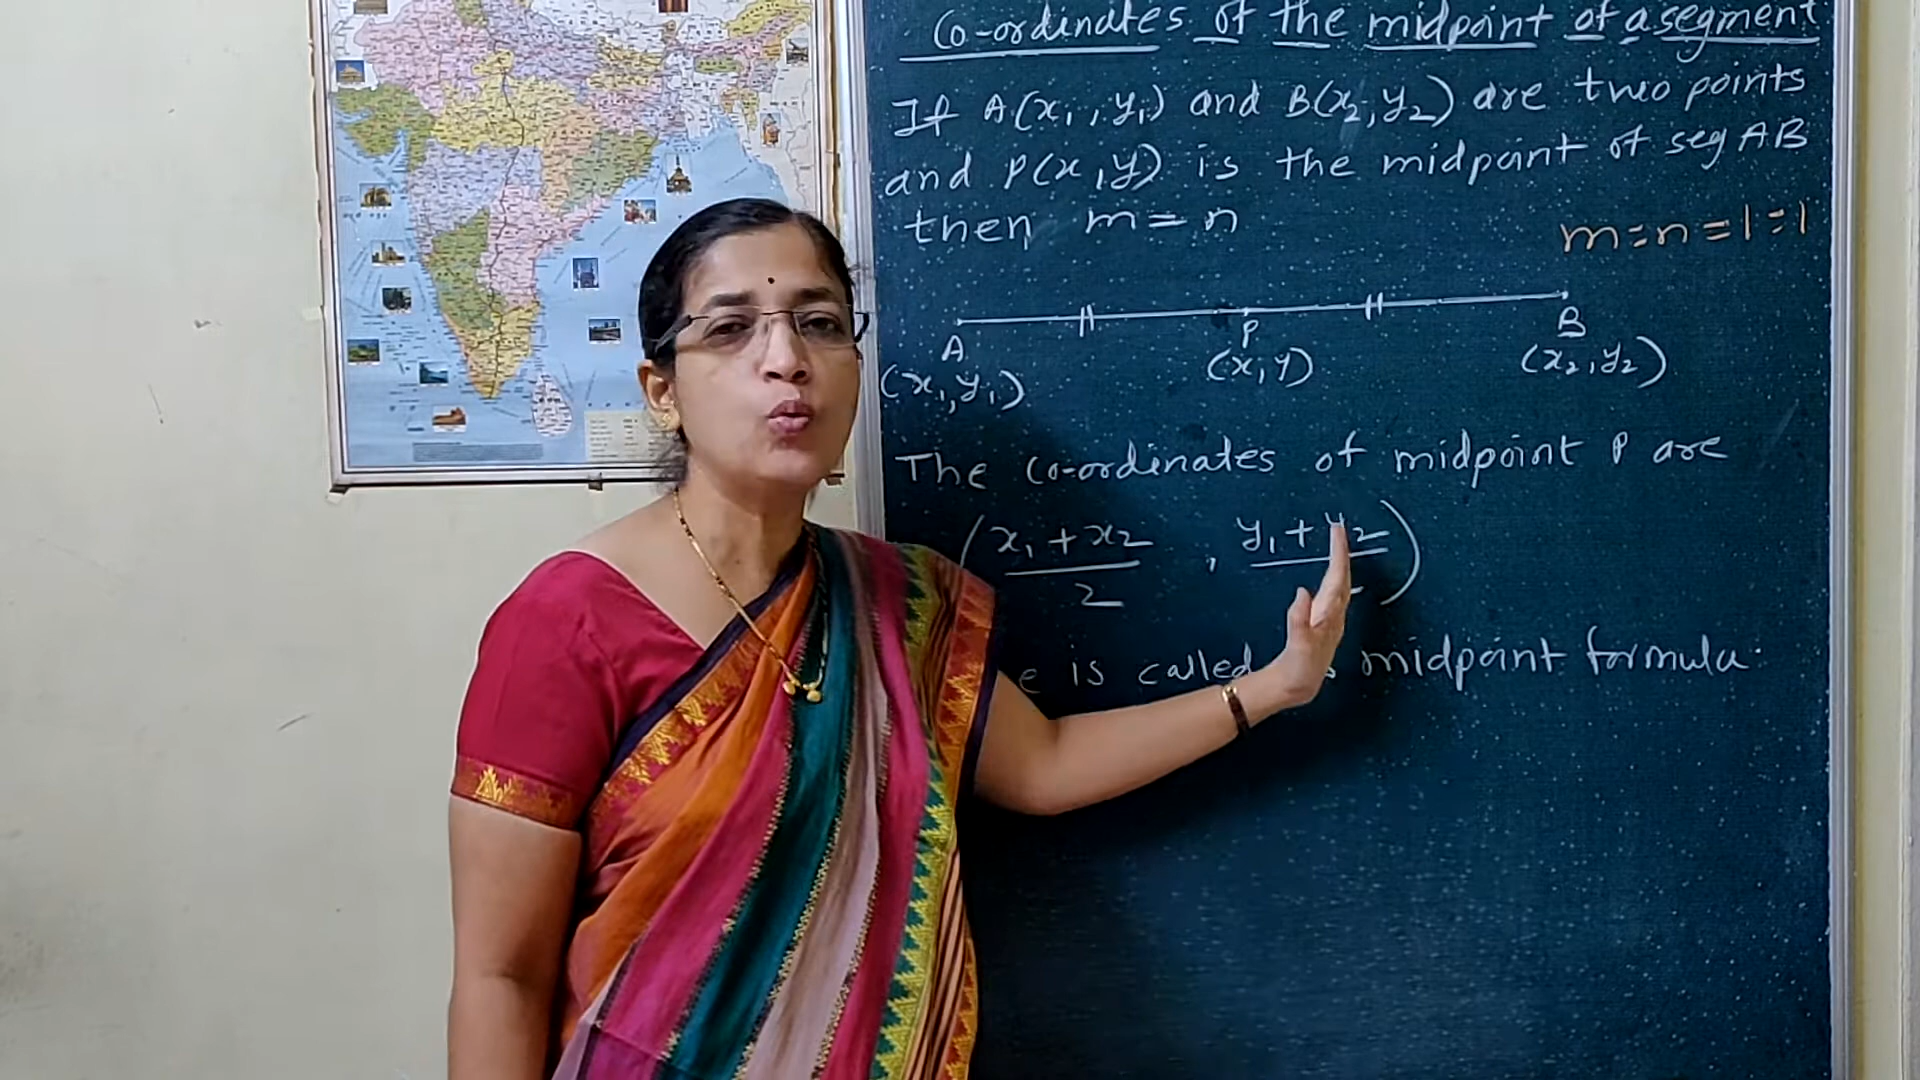 Co-ordinates of the midpoint of a segment
If A(x₁, y₁) and B(x₂, y₂) are two points
and P(x, y) is the midpoint of seg AB
then m = n
m:n = 1:1
A P B
(x₁, y₁) (x, y) (x₂, y₂)
The co-ordinates of midpoint P are
(x₁ + x₂ / 2, y₁ + y₂ /
is called midpoint formula.